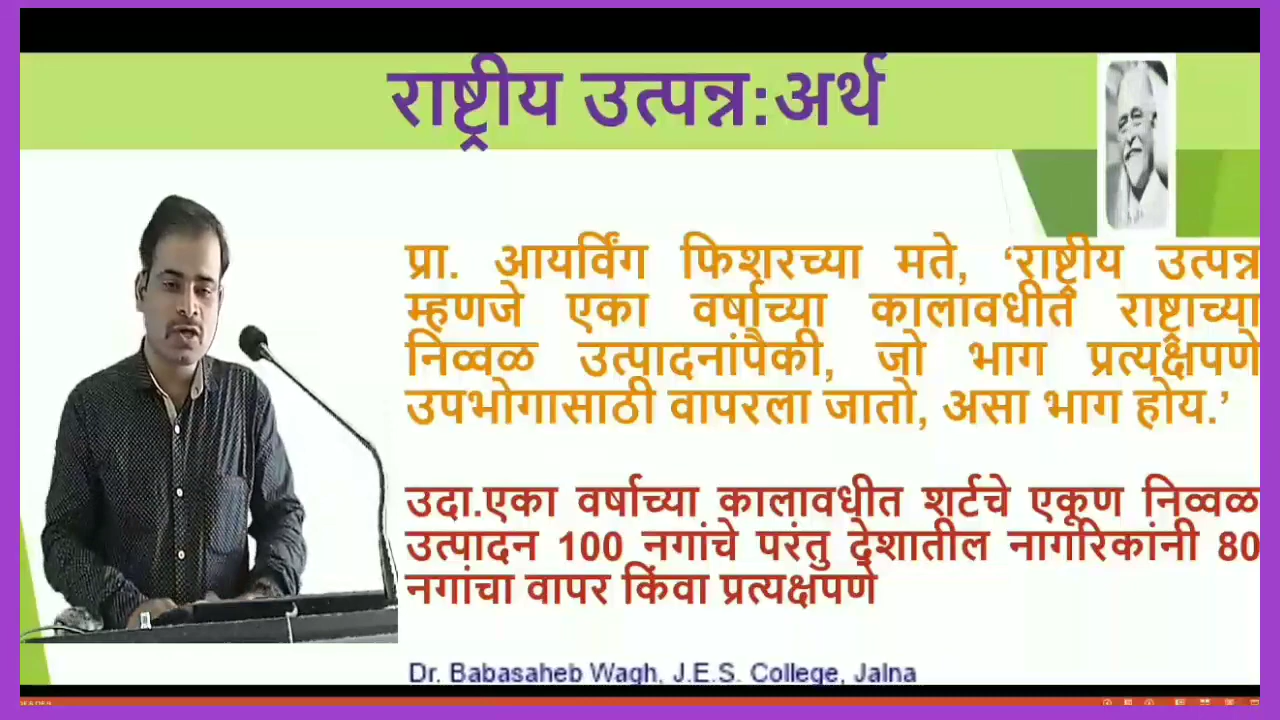 राष्ट्रीय उत्पन्न:अर्थ
प्रा. आयर्विंग फिशरच्या मते, ‘राष्ट्रीय उत्पन्न
म्हणजे एका वर्षाच्या कालावधीत राष्ट्राच्या
निव्वळ उत्पादनांपैकी, जो भाग प्रत्यक्षपणे
उपभोगासाठी वापरला जातो, असा भाग होय.’
उदा.एका वर्षाच्या कालावधीत शर्टचे एकूण निव्वळ
उत्पादन 100 नगांचे परंतु देशातील नागरिकांनी 80
नगांचा वापर किंवा प्रत्यक्षपणे
Dr. Babasaheb Wagh, J.E.S. College, Jalna